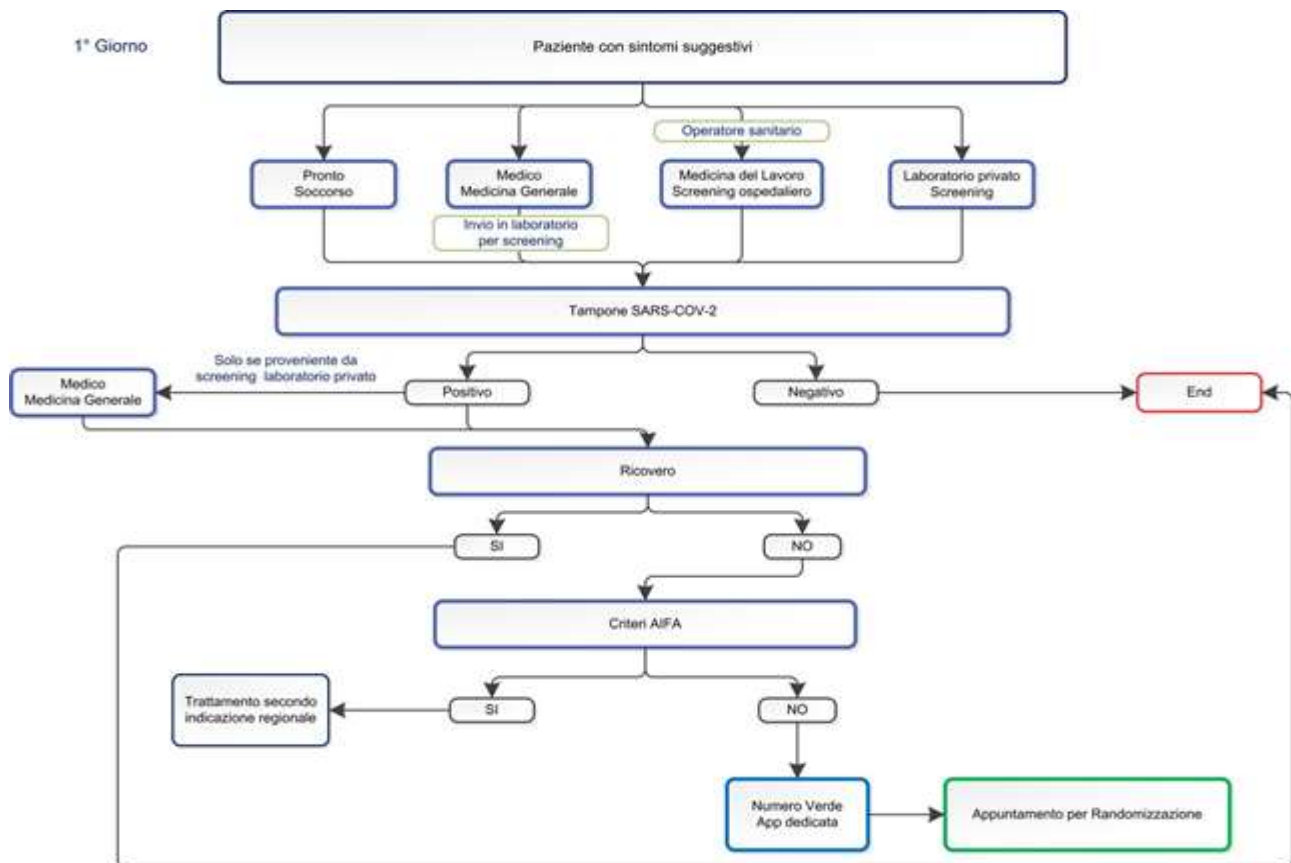 1° Giorno
Paziente con sintomi suggestivi
Operatore sanitario
Pronto
Soccorso
Medico
Medicina Generale
Medicina del Lavoro
Screening ospedaliero
Laboratorio privato
Screening
Invio in laboratorio
per screening
Tampone SARS-COV-2
Solo se proveniente da
screening laboratorio privato
Medico
Medicina Generale
Positivo
Negativo
End
Ricovero
SI
NO
Criteri AIFA
Trattamento secondo
indicazione regionale
SI
NO
Numero Verde
App dedicata
Appuntamento per Randomizzazione